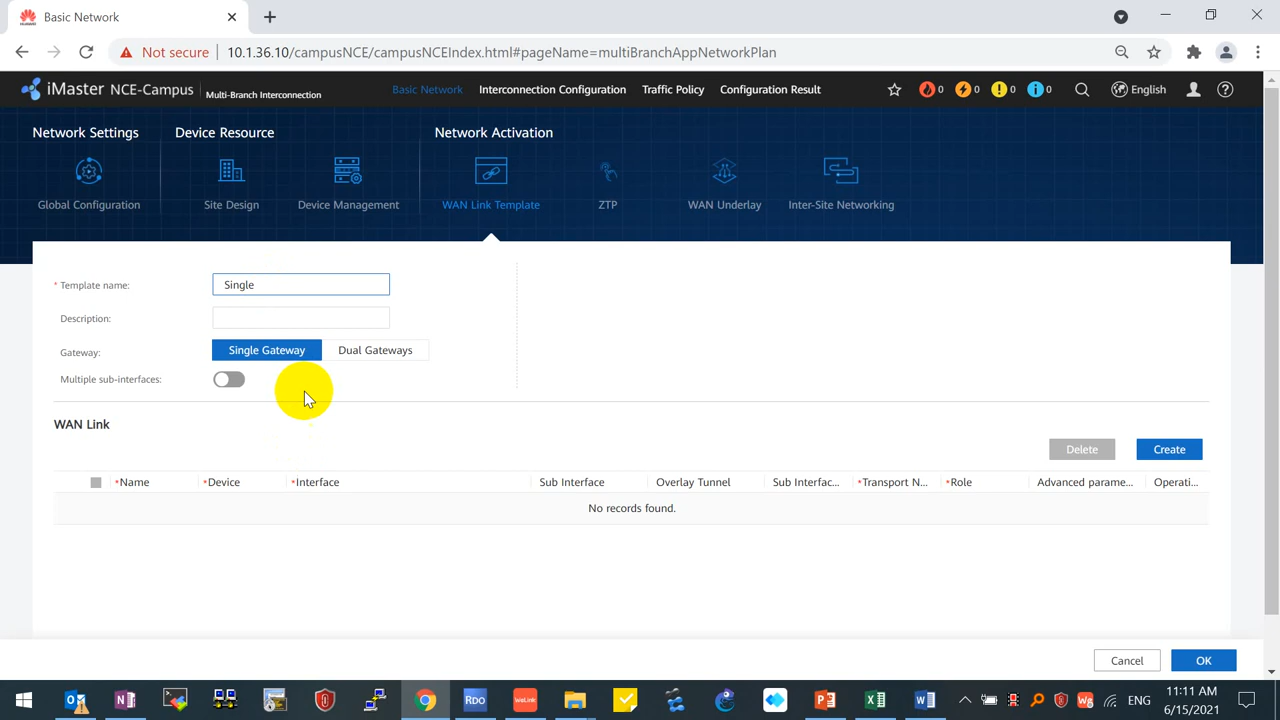 Basic Network
Not secure 10.1.36.10/campusNCE/campusNCEIndex.html#pageName=multiBranchAppNetworkPlan
HUAWEI
iMaster NCE-Campus Multi-Branch Interconnection Basic Network Interconnection Configuration Traffic Policy Configuration Result 0 0 0 0 English
Network Settings Device Resource Network Activation
Global Configuration Site Design Device Management WAN Link Template ZTP WAN Underlay Inter-Site Networking
* Template name: Single
Description:
Gateway: Single Gateway Dual Gateways
Multiple sub-interfaces:
WAN Link
Delete Create
*Name *Device *Interface Sub Interface Overlay Tunnel Sub Interfac... *Transport N... *Role Advanced parame... Operati...
No records found.
Cancel OK
RDO weLink ENG 11:11 AM
6/15/2021